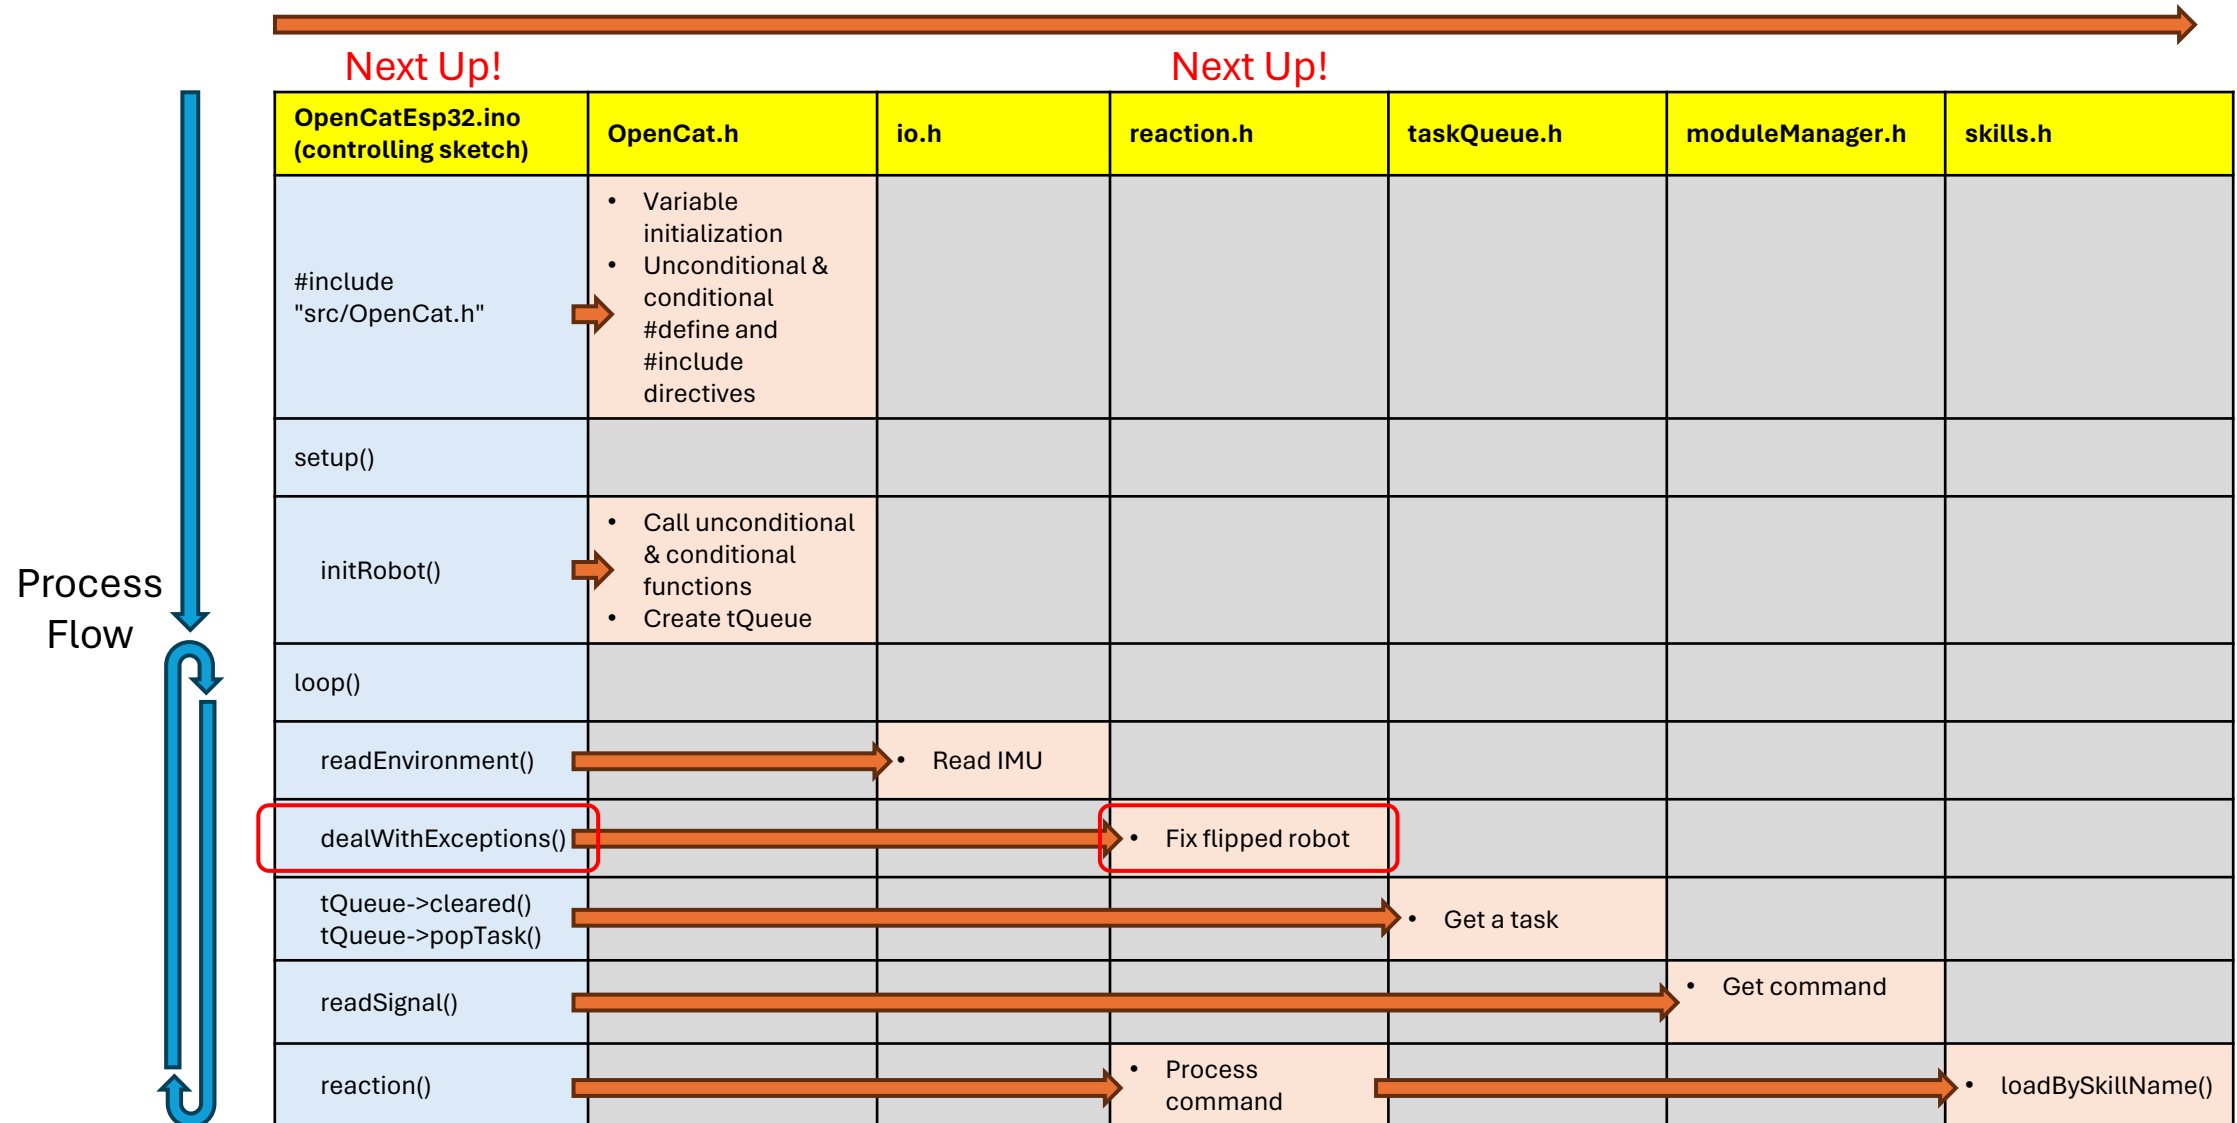 Next Up!
Next Up!
OpenCatEsp32.ino
(controlling sketch)
OpenCat.h
io.h
reaction.h
taskQueue.h
moduleManager.h
skills.h
#include
"src/OpenCat.h"
• Variable
initialization
• Unconditional &
conditional
#define and
#include
directives
setup()
initRobot()
• Call unconditional
& conditional
functions
• Create tQueue
Process
Flow
loop()
readEnvironment()
• Read IMU
dealWithExceptions()
• Fix flipped robot
tQueue->cleared()
tQueue->popTask()
• Get a task
readSignal()
• Get command
reaction()
• Process
command
• loadBySkillName()